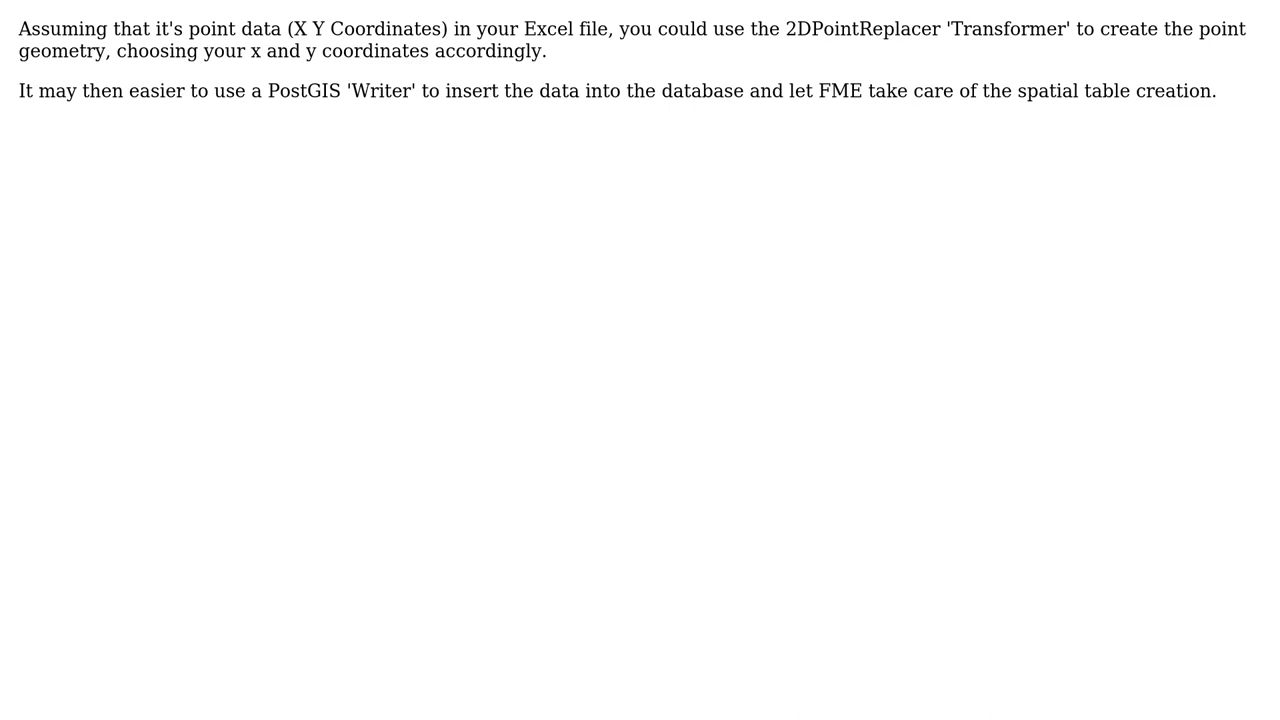 Assuming that it's point data (X Y Coordinates) in your Excel file, you could use the 2DPointReplacer 'Transformer' to create the point
geometry, choosing your x and y coordinates accordingly.
It may then easier to use a PostGIS 'Writer' to insert the data into the database and let FME take care of the spatial table creation.